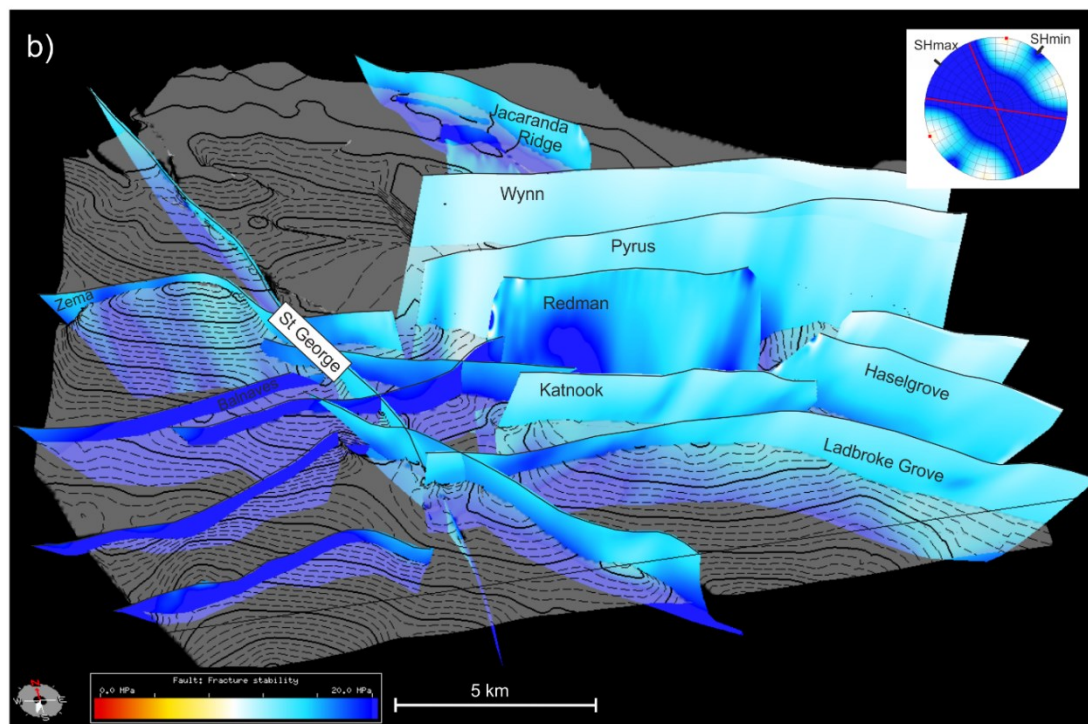 b)
SHmax
SHmin
Jacaranda
Ridge
Wynn
Pyrus
Redman
Zema
St George
Balnaves
Katnook
Haselgrove
Ladbroke Grove
Fault: Fracture stability
0.0 MPa
20.0 MPa
5 km
N
W
E
S